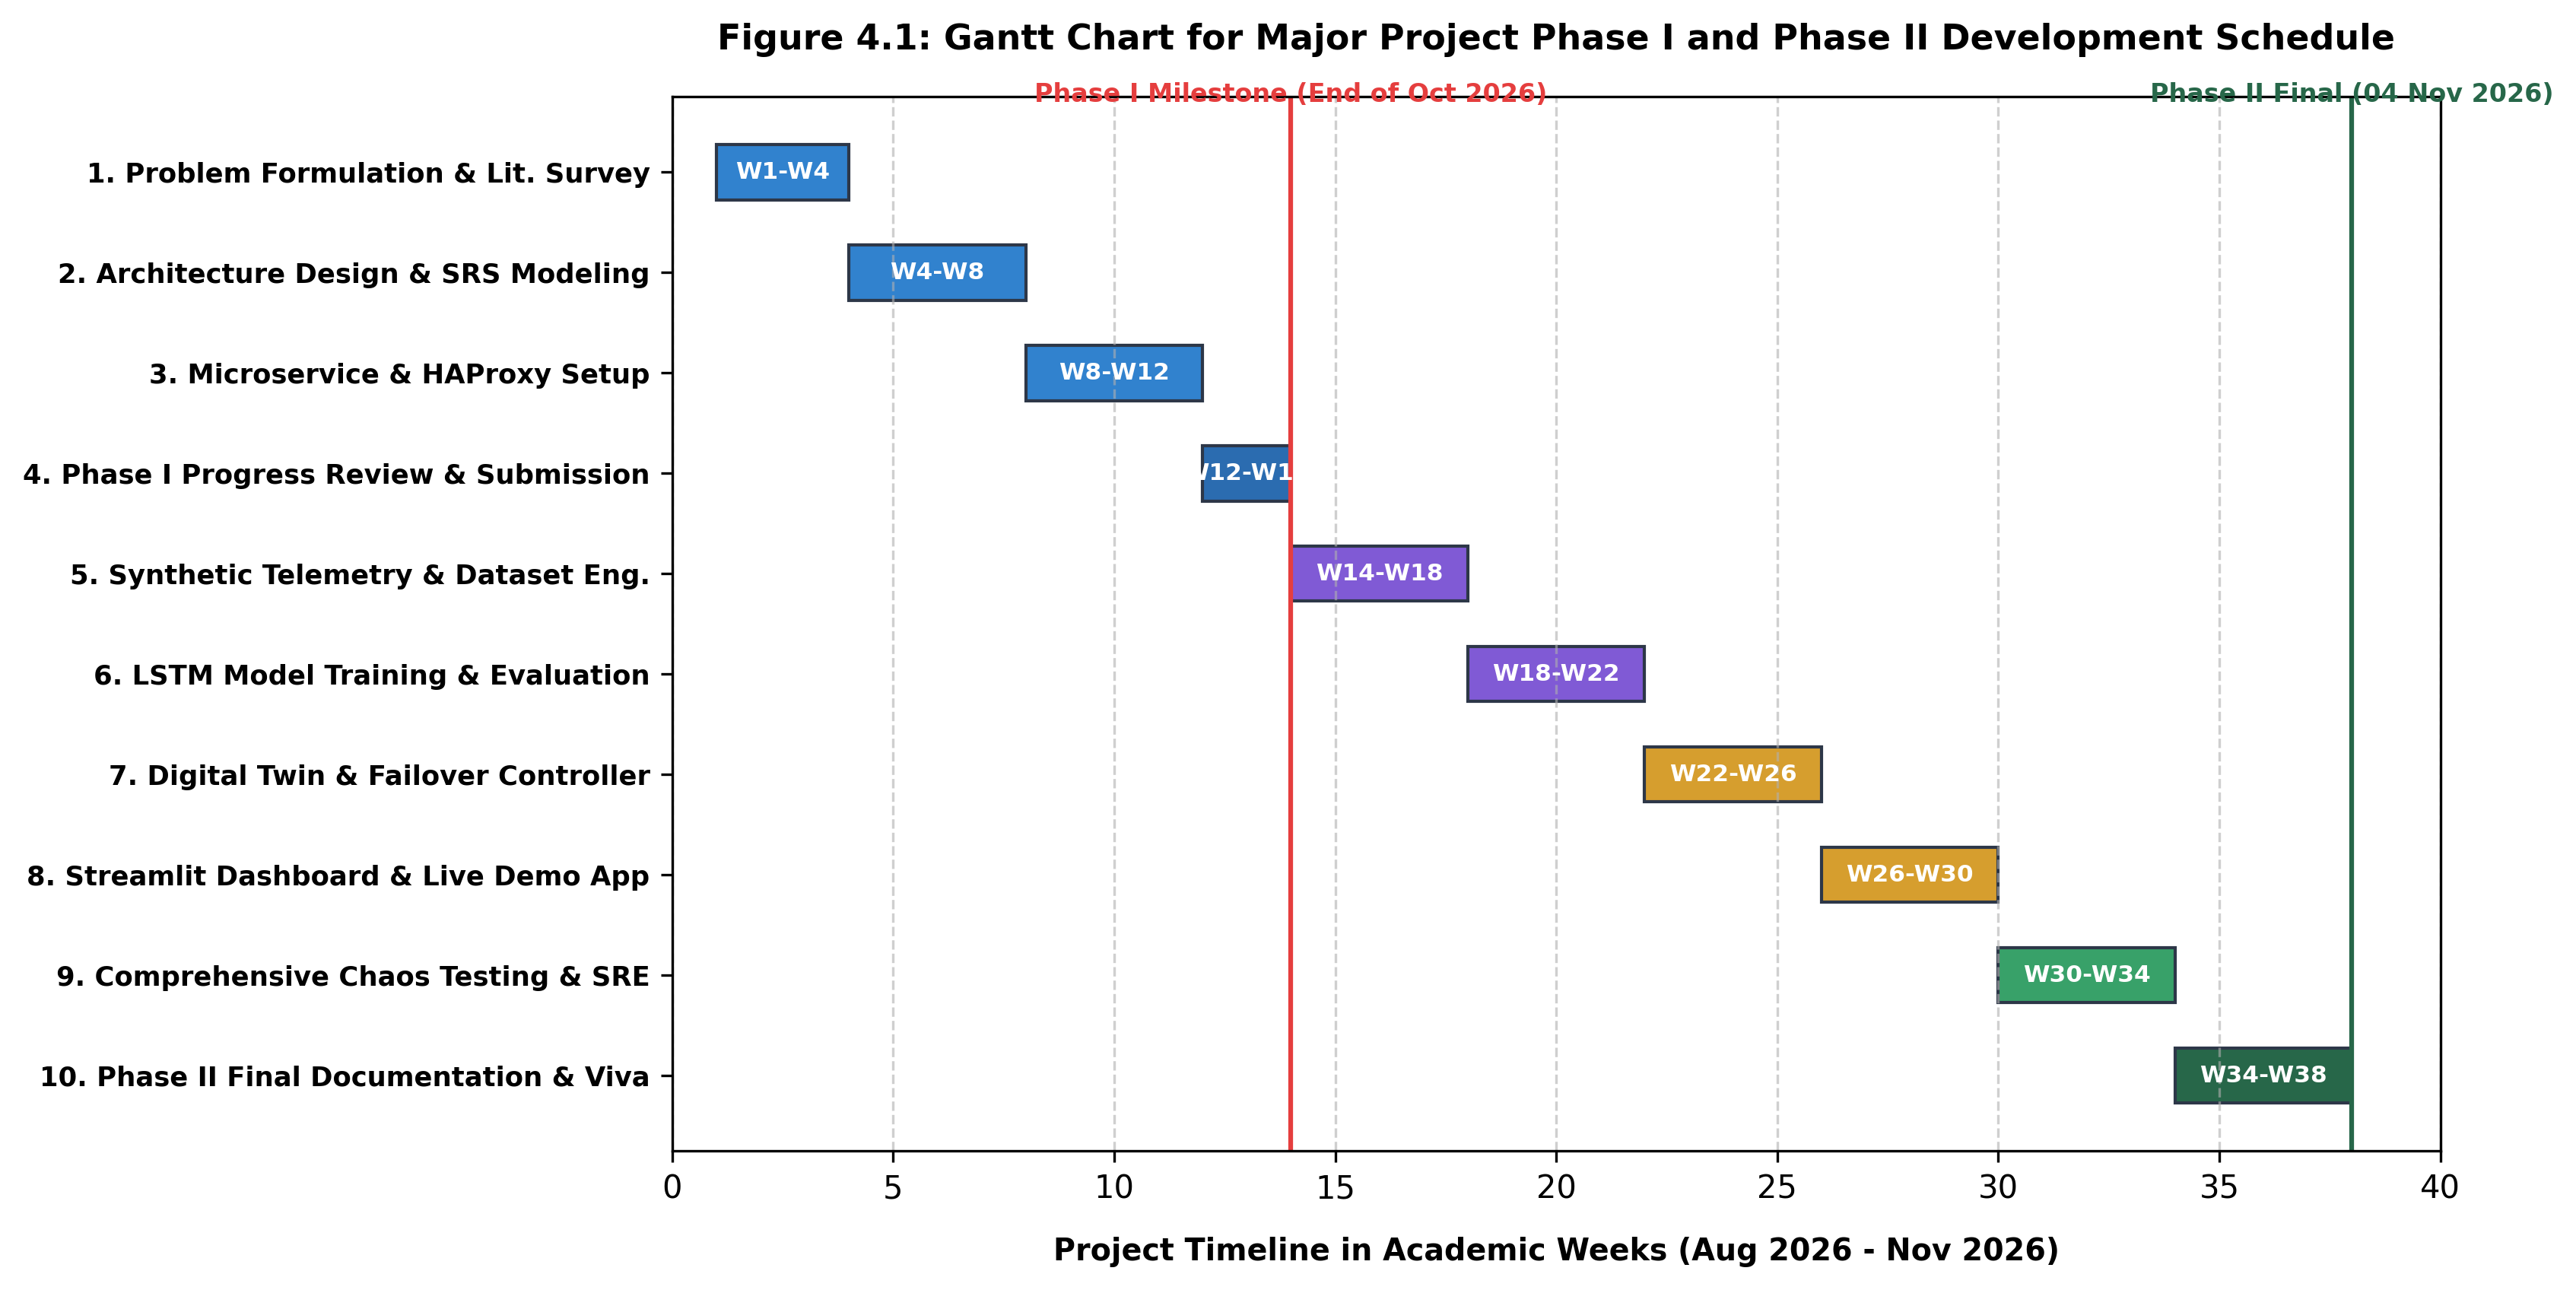 Figure 4.1: Gantt Chart for Major Project Phase I and Phase II Development Schedule
Phase I Milestone (End of Oct 2026)
Phase II Final (04 Nov 2026)
1. Problem Formulation & Lit. Survey
W1-W4
2. Architecture Design & SRS Modeling
W4-W8
3. Microservice & HAProxy Setup
W8-W12
4. Phase I Progress Review & Submission
W12-W1
5. Synthetic Telemetry & Dataset Eng.
W14-W18
6. LSTM Model Training & Evaluation
W18-W22
7. Digital Twin & Failover Controller
W22-W26
8. Streamlit Dashboard & Live Demo App
W26-W30
9. Comprehensive Chaos Testing & SRE
W30-W34
10. Phase II Final Documentation & Viva
W34-W38
0 5 10 15 20 25 30 35 40
Project Timeline in Academic Weeks (Aug 2026 - Nov 2026)